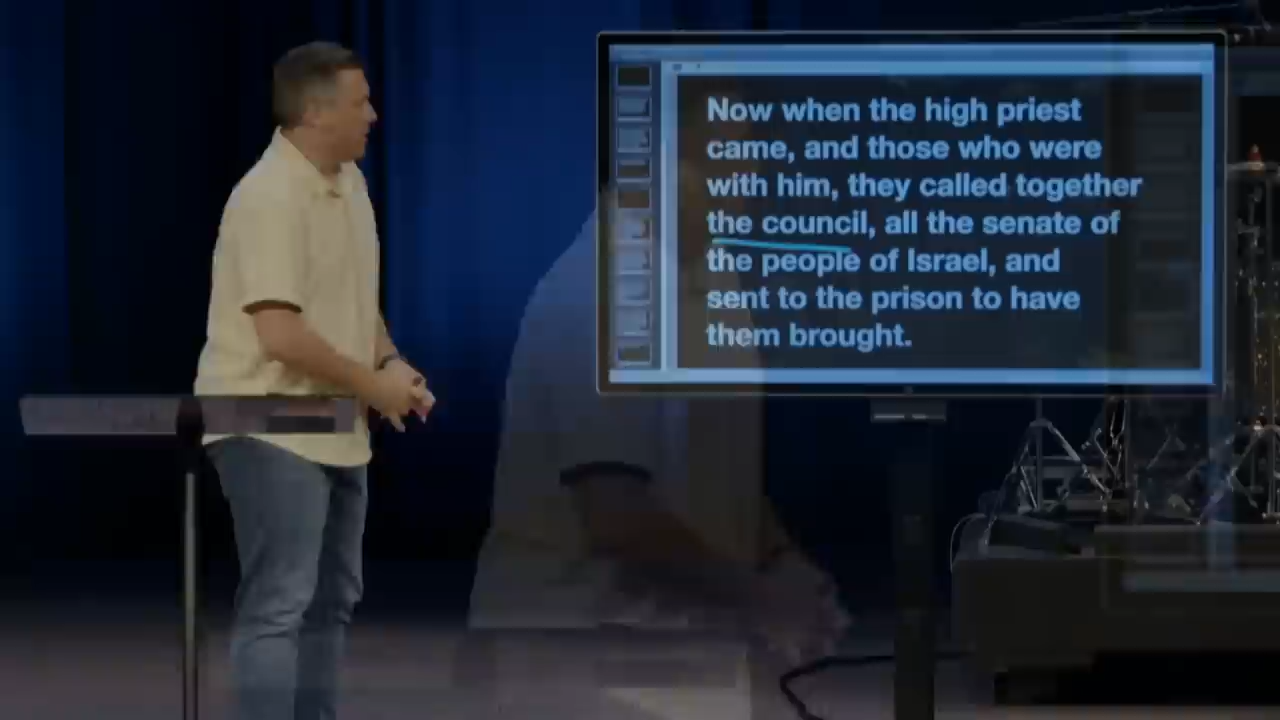 Now when the high priest
came, and those who were
with him, they called together
the council, all the senate of
the people of Israel, and
sent to the prison to have
them brought.